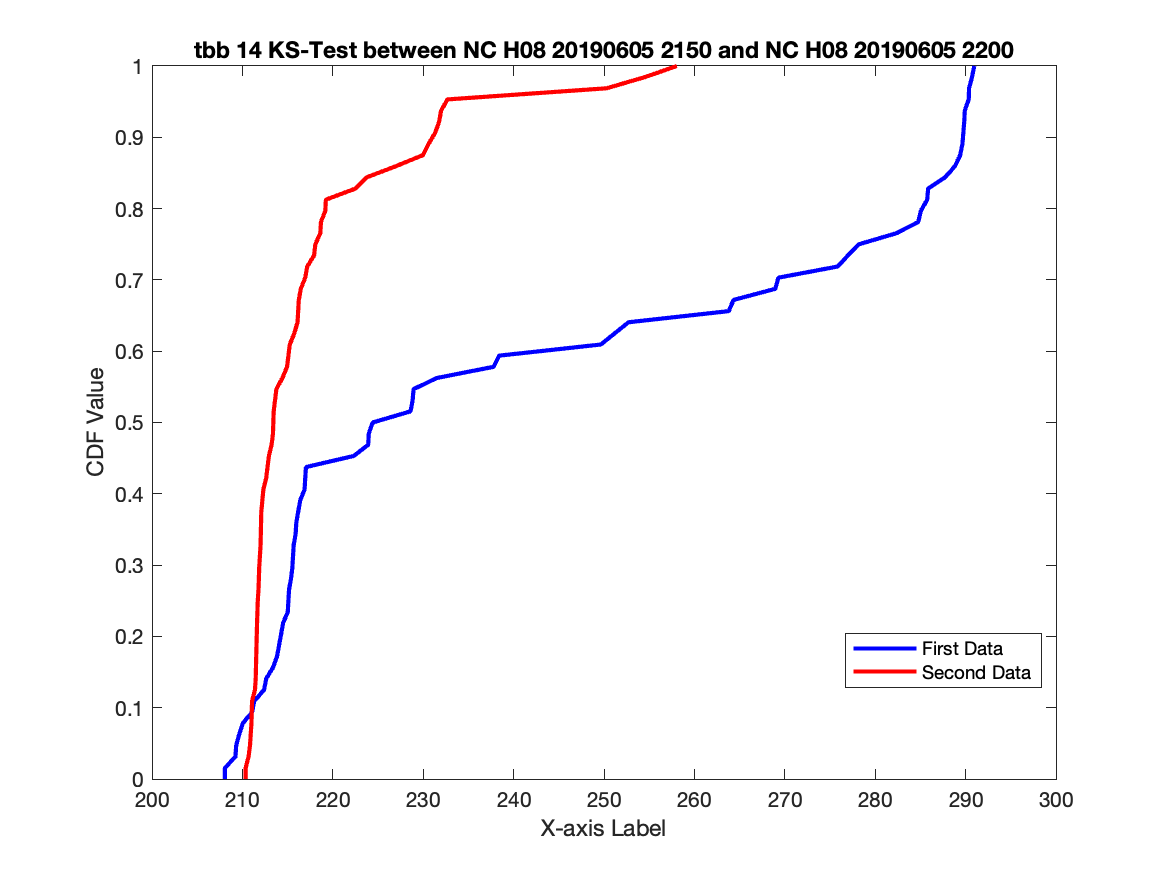 tbb 14 KS-Test between NC H08 20190605 2150 and NC H08 20190605 2200
1
0.9
0.8
0.7
0.6
0.5
0.4
0.3
0.2
0.1
0
CDF Value
First Data
Second Data
200 210 220 230 240 250 260 270 280 290 300
X-axis Label